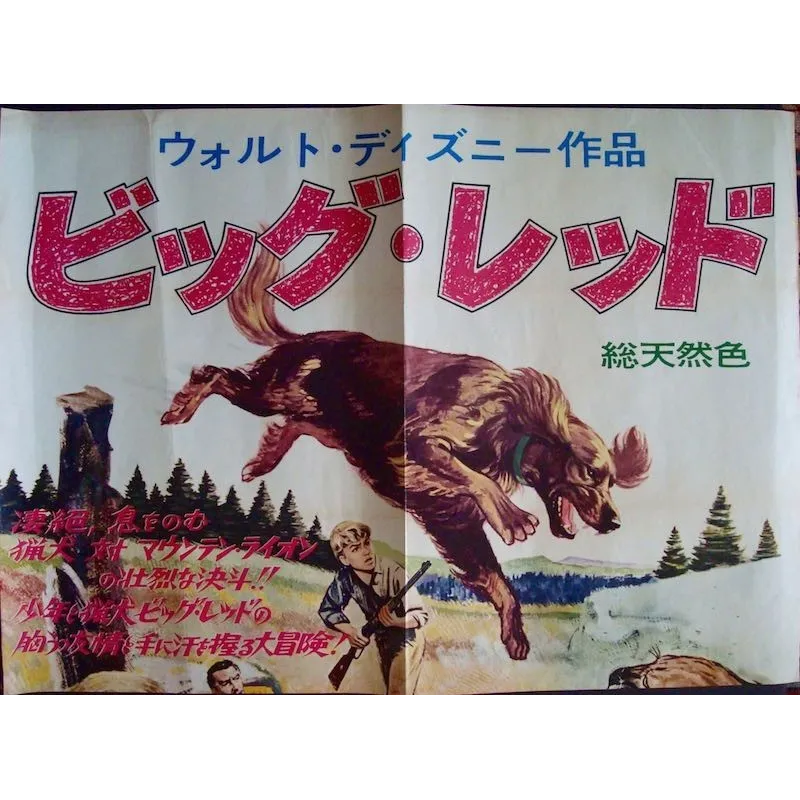 ウォルト・ディズニー作品
ビッグ・レッド
総天然色
凄絶、息をのむ
猟犬 対 マウンテン・ライオン
の壮烈な決斗!!
少年と猟犬ビッグレッドの
胸うつ友情と手に汗を握る大冒険!